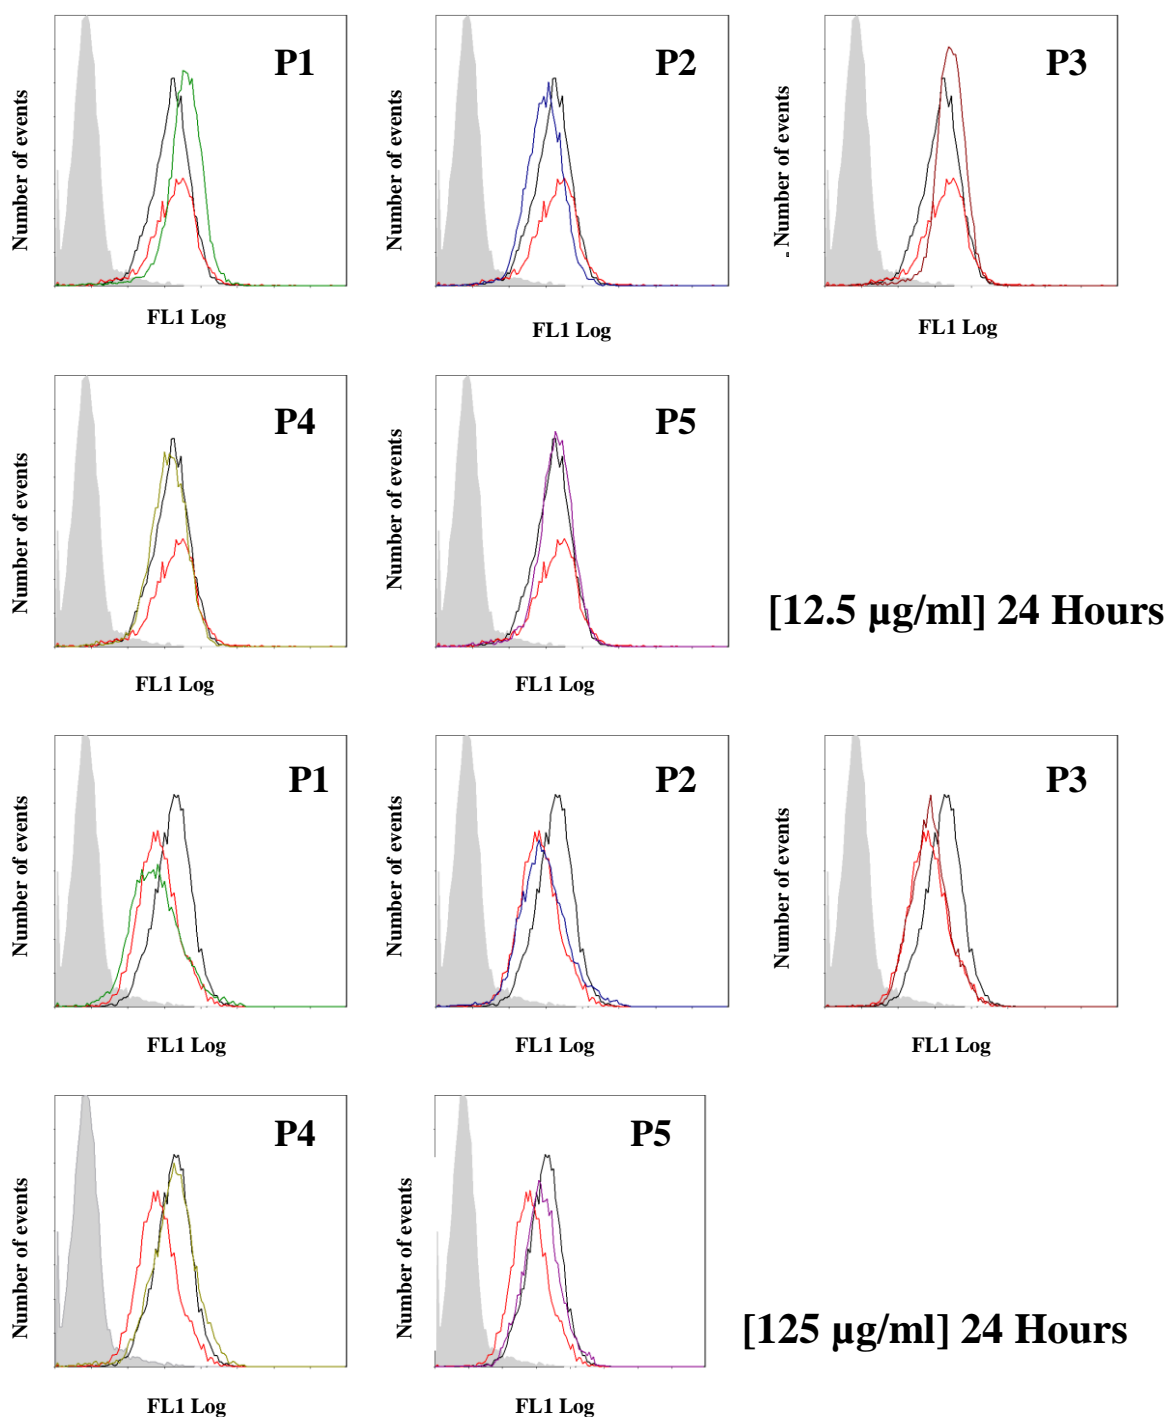 P1
Number of events
FL1 Log
P2
Number of events
FL1 Log
P3
- Number of events
FL1 Log
P4
Number of events
FL1 Log
P5
Number of events
FL1 Log
[12.5 µg/ml] 24 Hours
P1
Number of events
FL1 Log
P2
Number of events
FL1 Log
P3
Number of events
FL1 Log
P4
Number of events
FL1 Log
P5
Number of events
FL1 Log
[125 µg/ml] 24 Hours